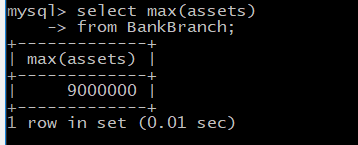 mysql> select max(assets)
    -> from BankBranch;
+-------------+
| max(assets) |
+-------------+
|     9000000 |
+-------------+
1 row in set (0.01 sec)